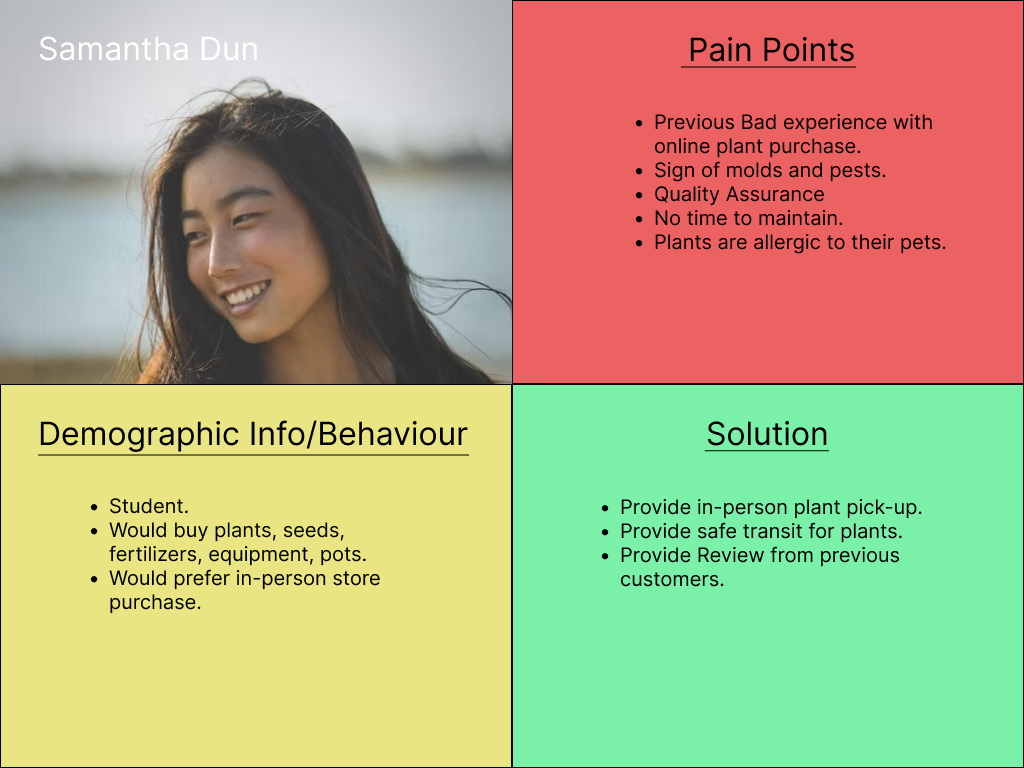 Samantha Dun
Pain Points
• Previous Bad experience with
online plant purchase.
• Sign of molds and pests.
• Quality Assurance
• No time to maintain.
• Plants are allergic to their pets.
Demographic Info/Behaviour
• Student.
• Would buy plants, seeds,
fertilizers, equipment, pots.
• Would prefer in-person store
purchase.
Solution
• Provide in-person plant pick-up.
• Provide safe transit for plants.
• Provide Review from previous
customers.